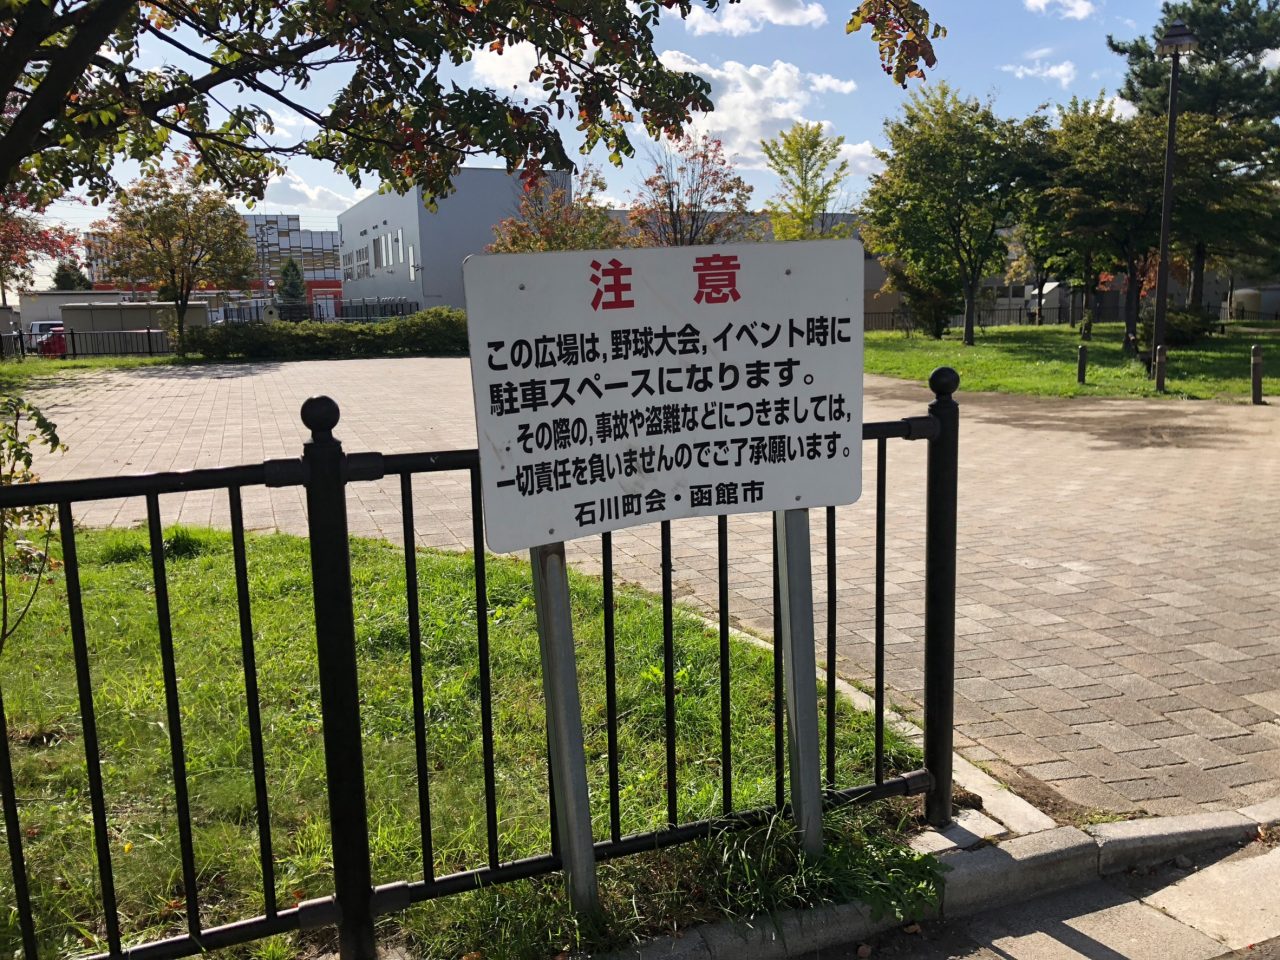 注意
この広場は,野球大会,イベント時に
駐車スペースになります。
その際の,事故や盗難などにつきましては,
一切責任を負いませんのでご了承願います。
石川町会・函館市